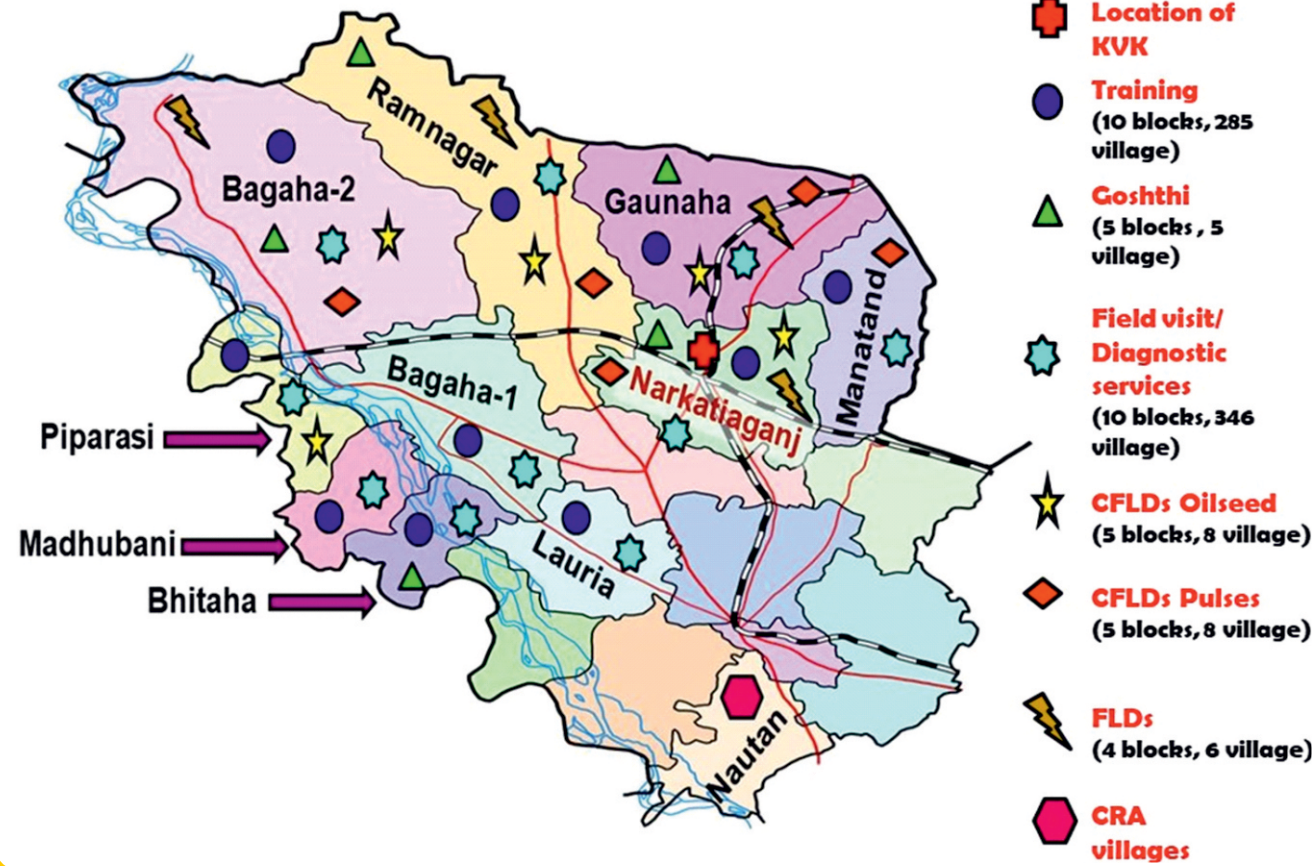 Ramnagar
Bagaha-2
Gaunaha
Manatand
Bagaha-1
Narkatiaganj
Piparasi
Madhubani
Lauria
Bhitaha
Nautan
Location of
KVK
Training
(10 blocks, 285
village)
Goshthi
(5 blocks , 5
village)
Field visit/
Diagnostic
services
(10 blocks, 346
village)
CFLDs Oilseed
(5 blocks, 8 village)
CFLDs Pulses
(5 blocks, 8 village)
FLDs
(4 blocks, 6 village)
CRA
villages